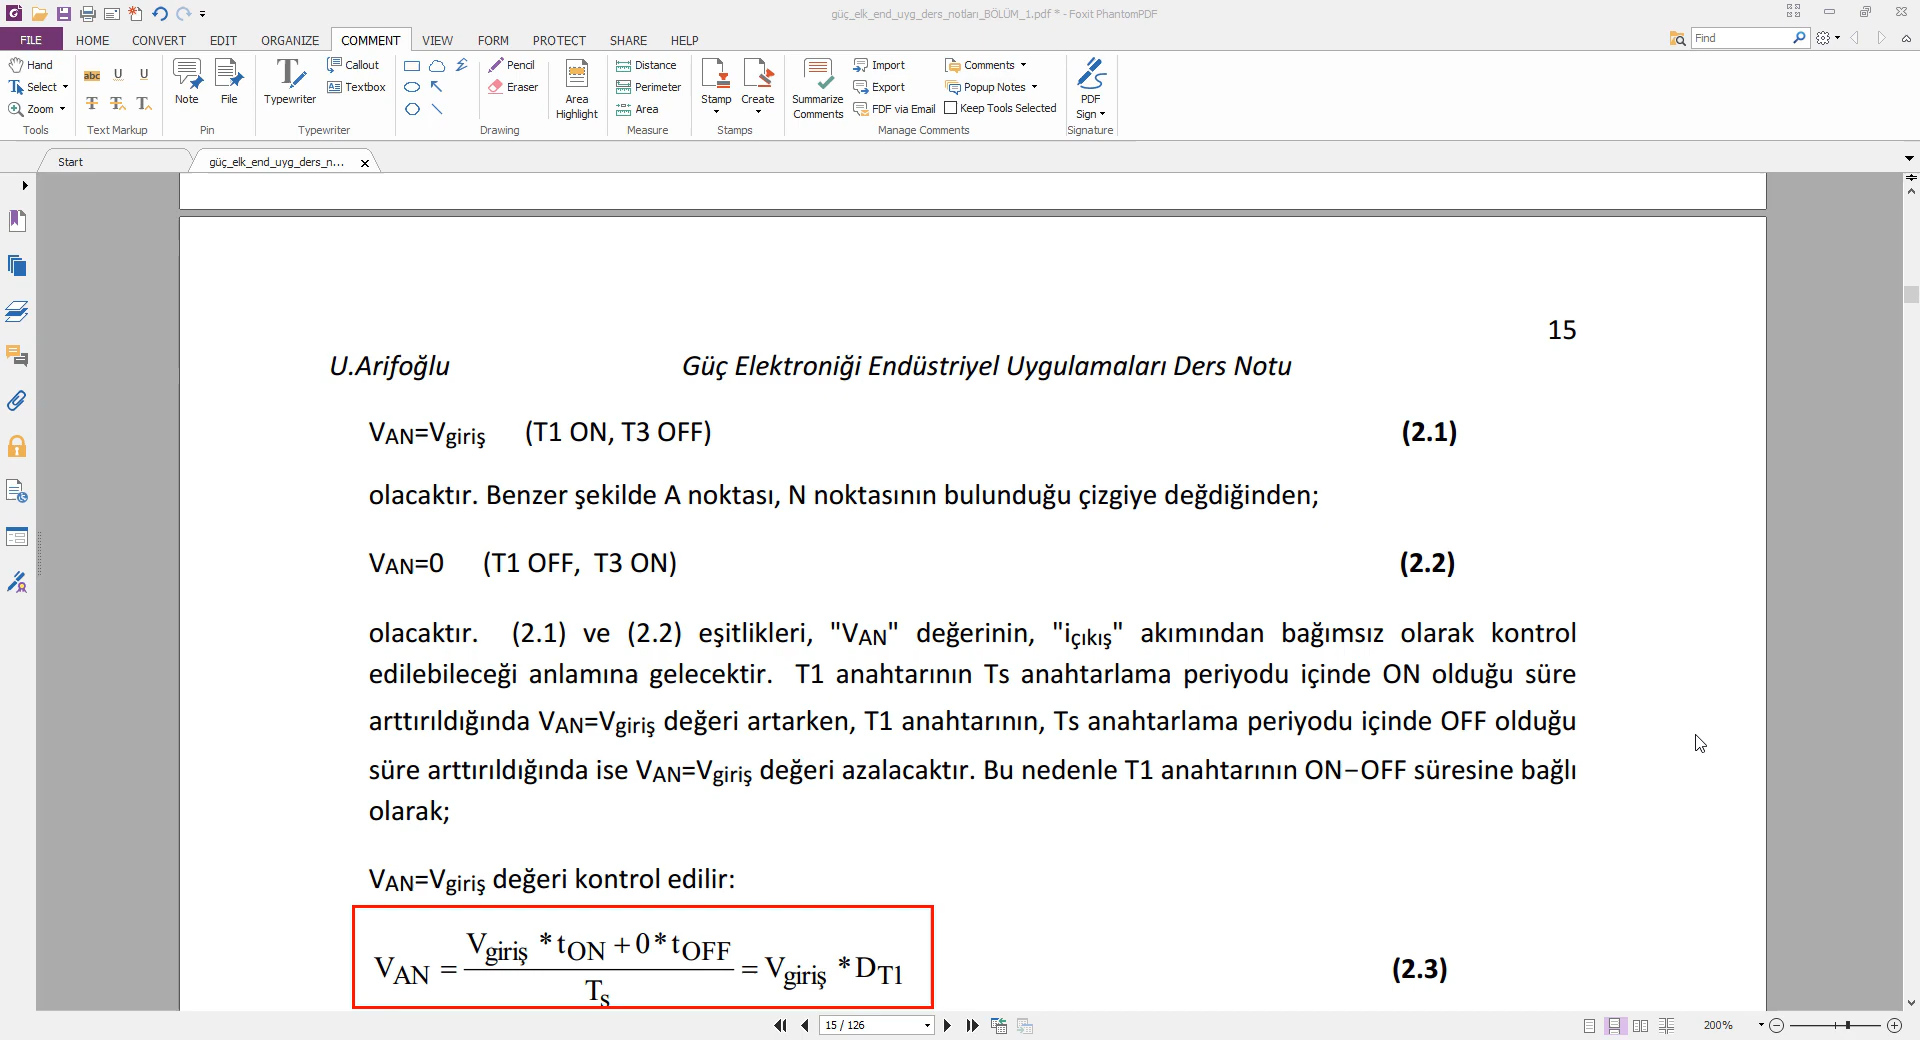 güç_elk_end_uyg_ders_notları_BÖLÜM_1.pdf * - Foxit PhantomPDF
FILE HOME CONVERT EDIT ORGANIZE COMMENT VIEW FORM PROTECT SHARE HELP
Find
Hand
Select
Zoom
Tools
abc U U
T T T
Text Markup
Note
File
Pin
Typewriter
Callout
Textbox
Typewriter
Pencil
Eraser
Drawing
Area
Highlight
Distance
Perimeter
Area
Measure
Stamp
Create
Stamps
Summarize
Comments
Import
Export
FDF via Email
Comments
Popup Notes
Keep Tools Selected
Manage Comments
PDF
Sign
Signature
Start
güç_elk_end_uyg_ders_n... x
15
U.Arifoğlu Güç Elektroniği Endüstriyel Uygulamaları Ders Notu
VAN=Vgiriş (T1 ON, T3 OFF) (2.1)
olacaktır. Benzer şekilde A noktası, N noktasının bulunduğu çizgiye değdiğinden;
VAN=0 (T1 OFF, T3 ON) (2.2)
olacaktır. (2.1) ve (2.2) eşitlikleri, "VAN" değerinin, "içıkış" akımından bağımsız olarak kontrol
edilebileceği anlamına gelecektir. T1 anahtarının Ts anahtarlama periyodu içinde ON olduğu süre
arttırıldığında VAN=Vgiriş değeri artarken, T1 anahtarının, Ts anahtarlama periyodu içinde OFF olduğu
süre arttırıldığında ise VAN=Vgiriş değeri azalacaktır. Bu nedenle T1 anahtarının ON−OFF süresine bağlı
olarak;
VAN=Vgiriş değeri kontrol edilir:
Vgiriş * tON + 0 * tOFF
VAN = = Vgiriş * DT1 (2.3)
Ts
15 / 126
200%